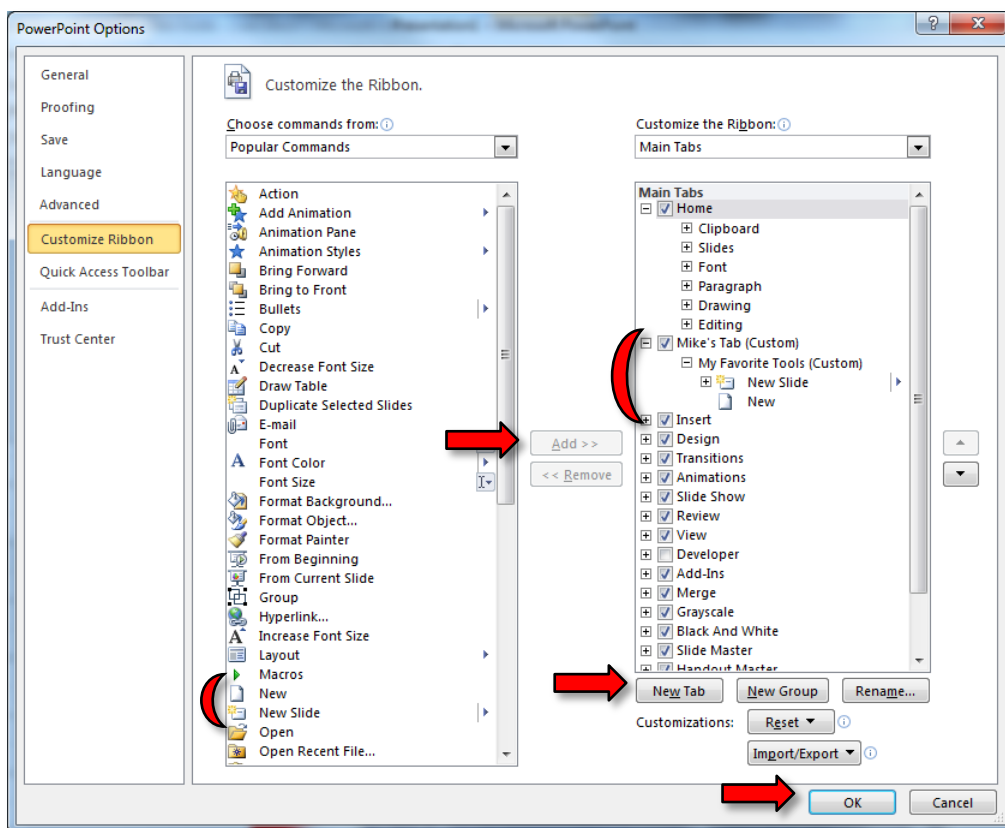 PowerPoint Options
General
Proofing
Save
Language
Advanced
Customize Ribbon
Quick Access Toolbar
Add-Ins
Trust Center
Customize the Ribbon.
Choose commands from:
Popular Commands
Action
Add Animation
Animation Pane
Animation Styles
Bring Forward
Bring to Front
Bullets
Copy
Cut
Decrease Font Size
Draw Table
Duplicate Selected Slides
E-mail
Font
Font Color
Font Size
Format Background...
Format Object...
Format Painter
From Beginning
From Current Slide
Group
Hyperlink...
Increase Font Size
Layout
Macros
New
New Slide
Open
Open Recent File...
Add >>
<< Remove
Customize the Ribbon:
Main Tabs
Main Tabs
Home
Clipboard
Slides
Font
Paragraph
Drawing
Editing
Mike's Tab (Custom)
My Favorite Tools (Custom)
New Slide
New
Insert
Design
Transitions
Animations
Slide Show
Review
View
Developer
Add-Ins
Merge
Grayscale
Black And White
Slide Master
Handout Master
New Tab
New Group
Rename...
Customizations:
Reset
Import/Export
OK
Cancel